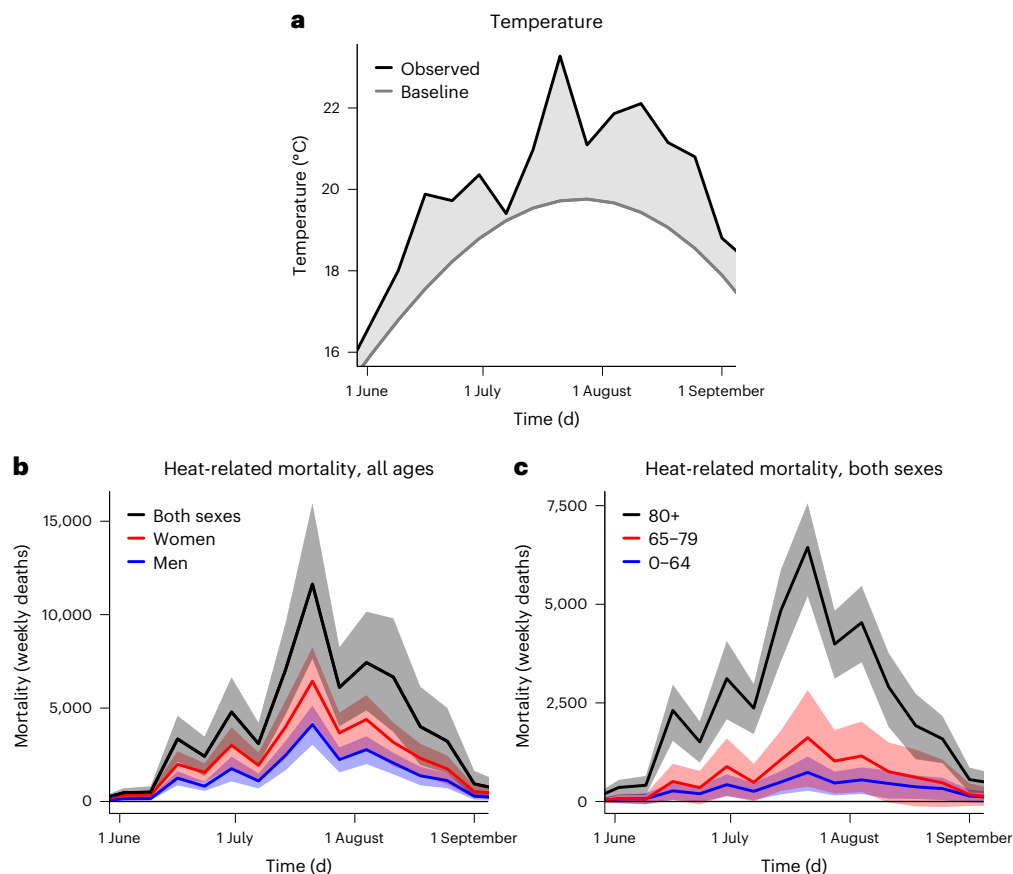 a
Temperature
Observed
Baseline
22
20
18
16
Temperature (°C)
1 June
1 July
1 August
1 September
Time (d)
b
Heat-related mortality, all ages
Both sexes
Women
Men
15,000
10,000
5,000
0
Mortality (weekly deaths)
1 June
1 July
1 August
1 September
Time (d)
c
Heat-related mortality, both sexes
80+
65–79
0–64
7,500
5,000
2,500
0
Mortality (weekly deaths)
1 June
1 July
1 August
1 September
Time (d)